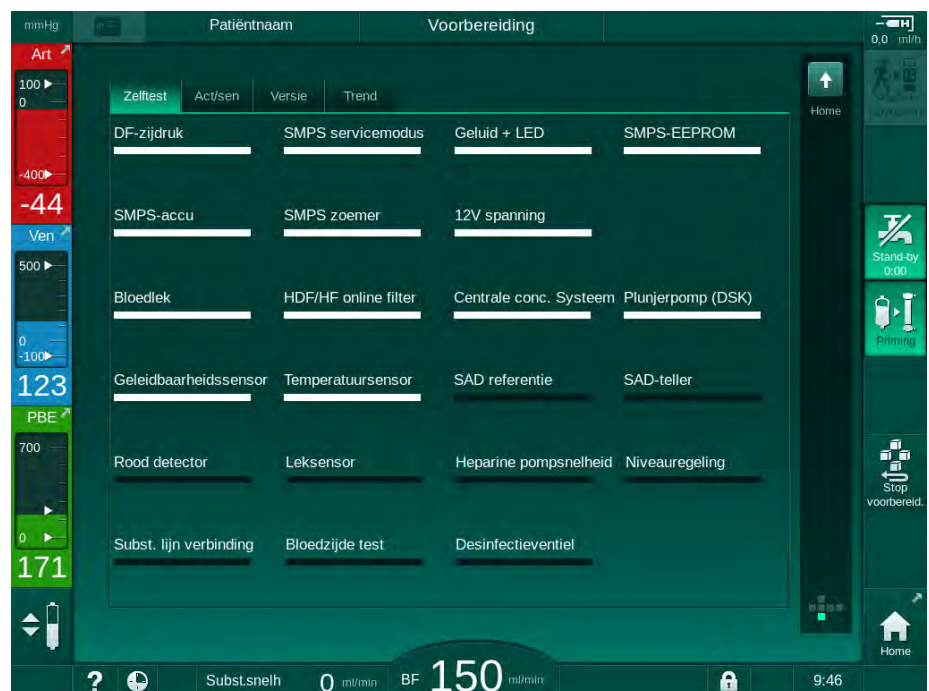 mmHg
Patiëntnaam
Voorbereiding
0,0 ml/h
Art
100
0
-400
-44
Ven
500
0
-100
123
PBE
700
0
171
Zelftest Act/sen Versie Trend
Home
DF-zijdruk SMPS servicemodus Geluid + LED SMPS-EEPROM
SMPS-accu SMPS zoemer 12V spanning
Bloedlek HDF/HF online filter Centrale conc. Systeem Plunjerpomp (DSK)
Geleidbaarheidssensor Temperatuursensor SAD referentie SAD-teller
Rood detector Leksensor Heparine pompsnelheid Niveauregeling
Subst. lijn verbinding Bloedzijde test Desinfectieventiel
Stand-by
0:00
Priming
Stop
voorbereid.
Home
? Subst.snelh 0 ml/min BF 150 ml/min 9:46